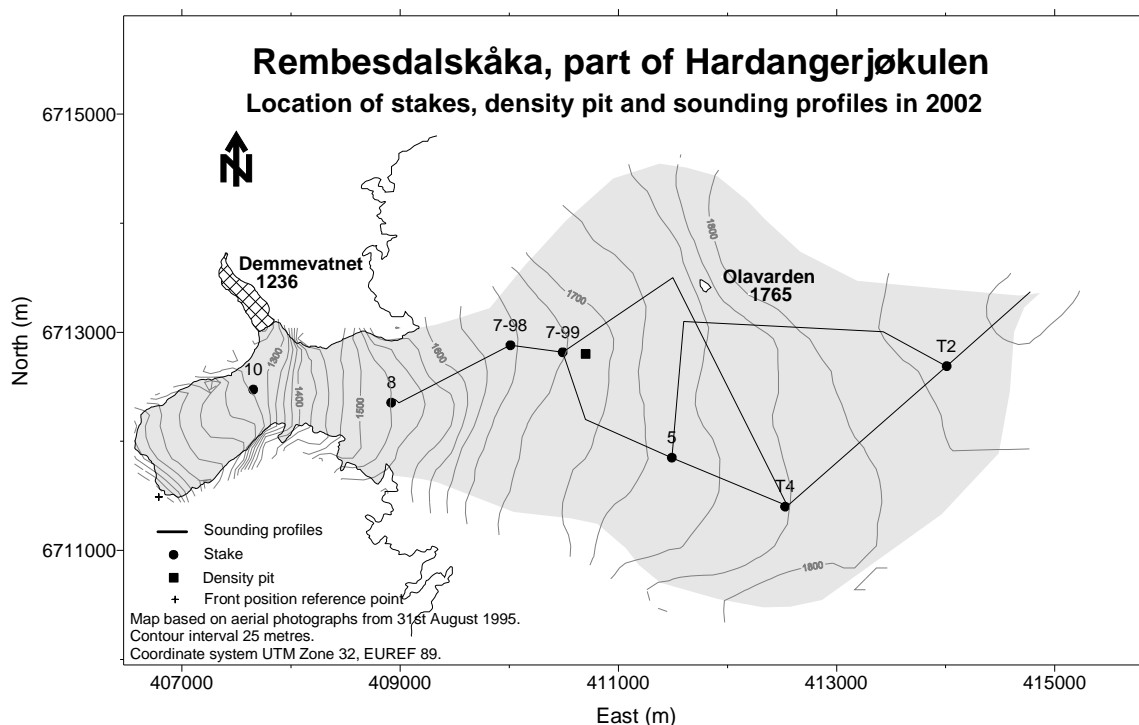 Rembesdalskåka, part of Hardangerjøkulen
Location of stakes, density pit and sounding profiles in 2002
6715000
6713000
6711000
North (m)
N
Demmevatnet
1236
Olavarden
1765
1800
1700
1600
1500
1400
1300
1800
10
8
7-98
7-99
5
T4
T2
Sounding profiles
Stake
Density pit
Front position reference point
Map based on aerial photographs from 31st August 1995.
Contour interval 25 metres.
Coordinate system UTM Zone 32, EUREF 89.
407000
409000
411000
413000
415000
East (m)